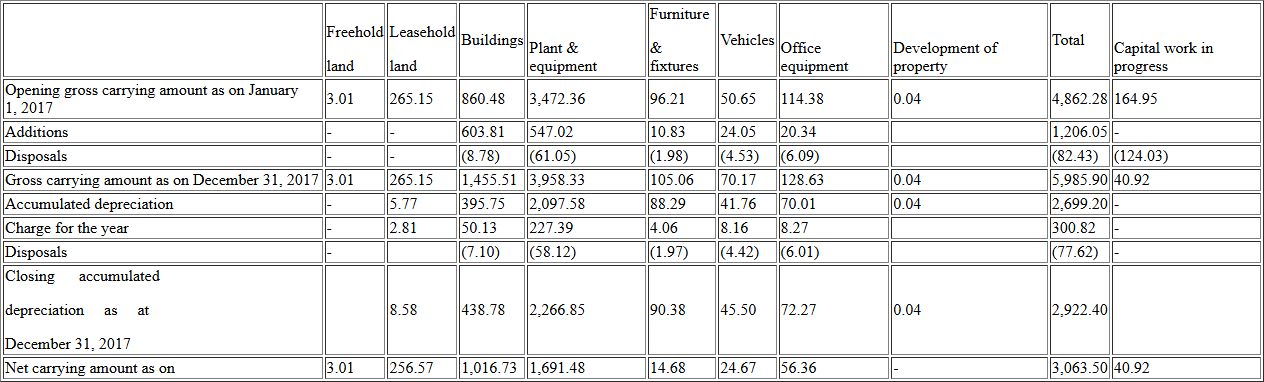 Freehold land Leasehold land Buildings Plant & equipment Furniture & fixtures Vehicles Office equipment Development of property Total Capital work in progress
Opening gross carrying amount as on January 1, 2017 3.01 265.15 860.48 3,472.36 96.21 50.65 114.38 0.04 4,862.28 164.95
Additions - - 603.81 547.02 10.83 24.05 20.34 1,206.05 -
Disposals - - (8.78) (61.05) (1.98) (4.53) (6.09) (82.43) (124.03)
Gross carrying amount as on December 31, 2017 3.01 265.15 1,455.51 3,958.33 105.06 70.17 128.63 0.04 5,985.90 40.92
Accumulated depreciation - 5.77 395.75 2,097.58 88.29 41.76 70.01 0.04 2,699.20 -
Charge for the year - 2.81 50.13 227.39 4.06 8.16 8.27 300.82 -
Disposals - (7.10) (58.12) (1.97) (4.42) (6.01) (77.62) -
Closing accumulated depreciation as at December 31, 2017 8.58 438.78 2,266.85 90.38 45.50 72.27 0.04 2,922.40
Net carrying amount as on 3.01 256.57 1,016.73 1,691.48 14.68 24.67 56.36 - 3,063.50 40.92